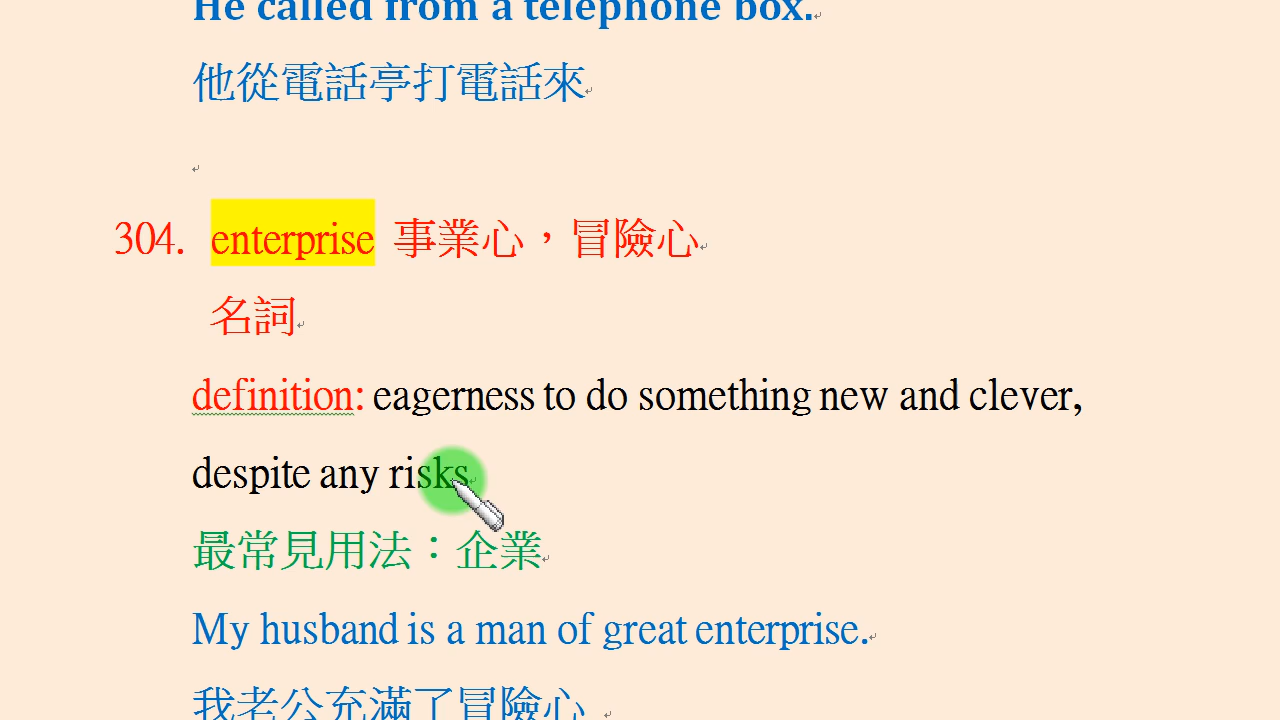 He called from a telephone box.
他從電話亭打電話來
304. enterprise 事業心，冒險心
名詞
definition: eagerness to do something new and clever,
despite any risks.
最常見用法：企業
My husband is a man of great enterprise.
我老公充滿了冒險心